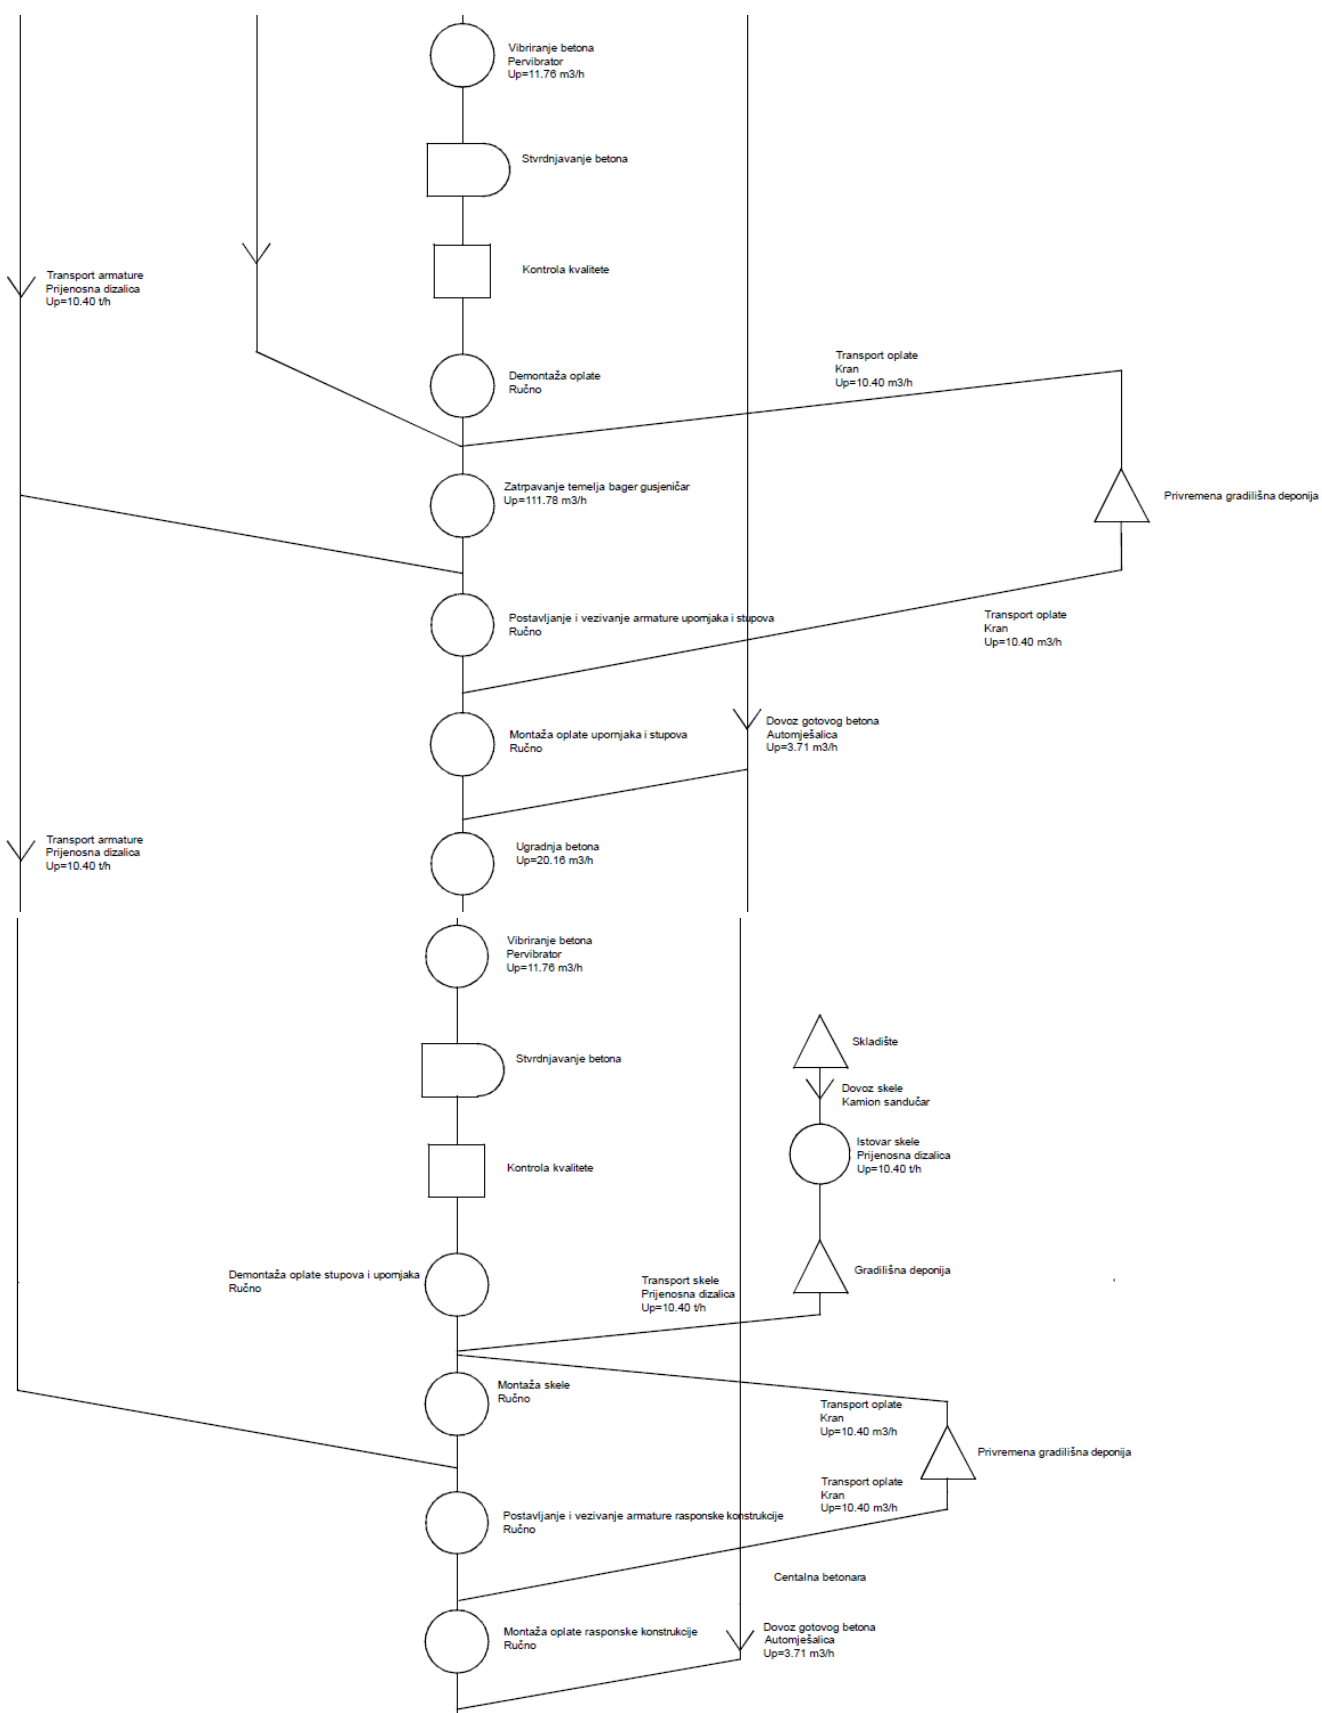 Vibriranje betona
Pervibrator
Up=11.76 m3/h
Stvrdnjavanje betona
Kontrola kvalitete
Transport armature
Prijenosna dizalica
Up=10.40 t/h
Transport oplate
Kran
Up=10.40 m3/h
Demontaža oplate
Ručno
Zatrpavanje temelja bager gusjeničar
Up=111.78 m3/h
Privremena gradilišna deponija
Postavljanje i vezivanje armature upornjaka i stupova
Ručno
Transport oplate
Kran
Up=10.40 m3/h
Montaža oplate upornjaka i stupova
Ručno
Dovoz gotovog betona
Automješalica
Up=3.71 m3/h
Transport armature
Prijenosna dizalica
Up=10.40 t/h
Ugradnja betona
Up=20.16 m3/h
Vibriranje betona
Pervibrator
Up=11.76 m3/h
Skladište
Stvrdnjavanje betona
Dovoz skele
Kamion sandučar
Istovar skele
Prijenosna dizalica
Up=10.40 t/h
Kontrola kvalitete
Demontaža oplate stupova i upornjaka
Ručno
Transport skele
Prijenosna dizalica
Up=10.40 t/h
Gradilišna deponija
Montaža skele
Ručno
Transport oplate
Kran
Up=10.40 m3/h
Privremena gradilišna deponija
Transport oplate
Kran
Up=10.40 m3/h
Postavljanje i vezivanje armature rasponske konstrukcije
Ručno
Centalna betonara
Montaža oplate rasponske konstrukcije
Ručno
Dovoz gotovog betona
Automješalica
Up=3.71 m3/h